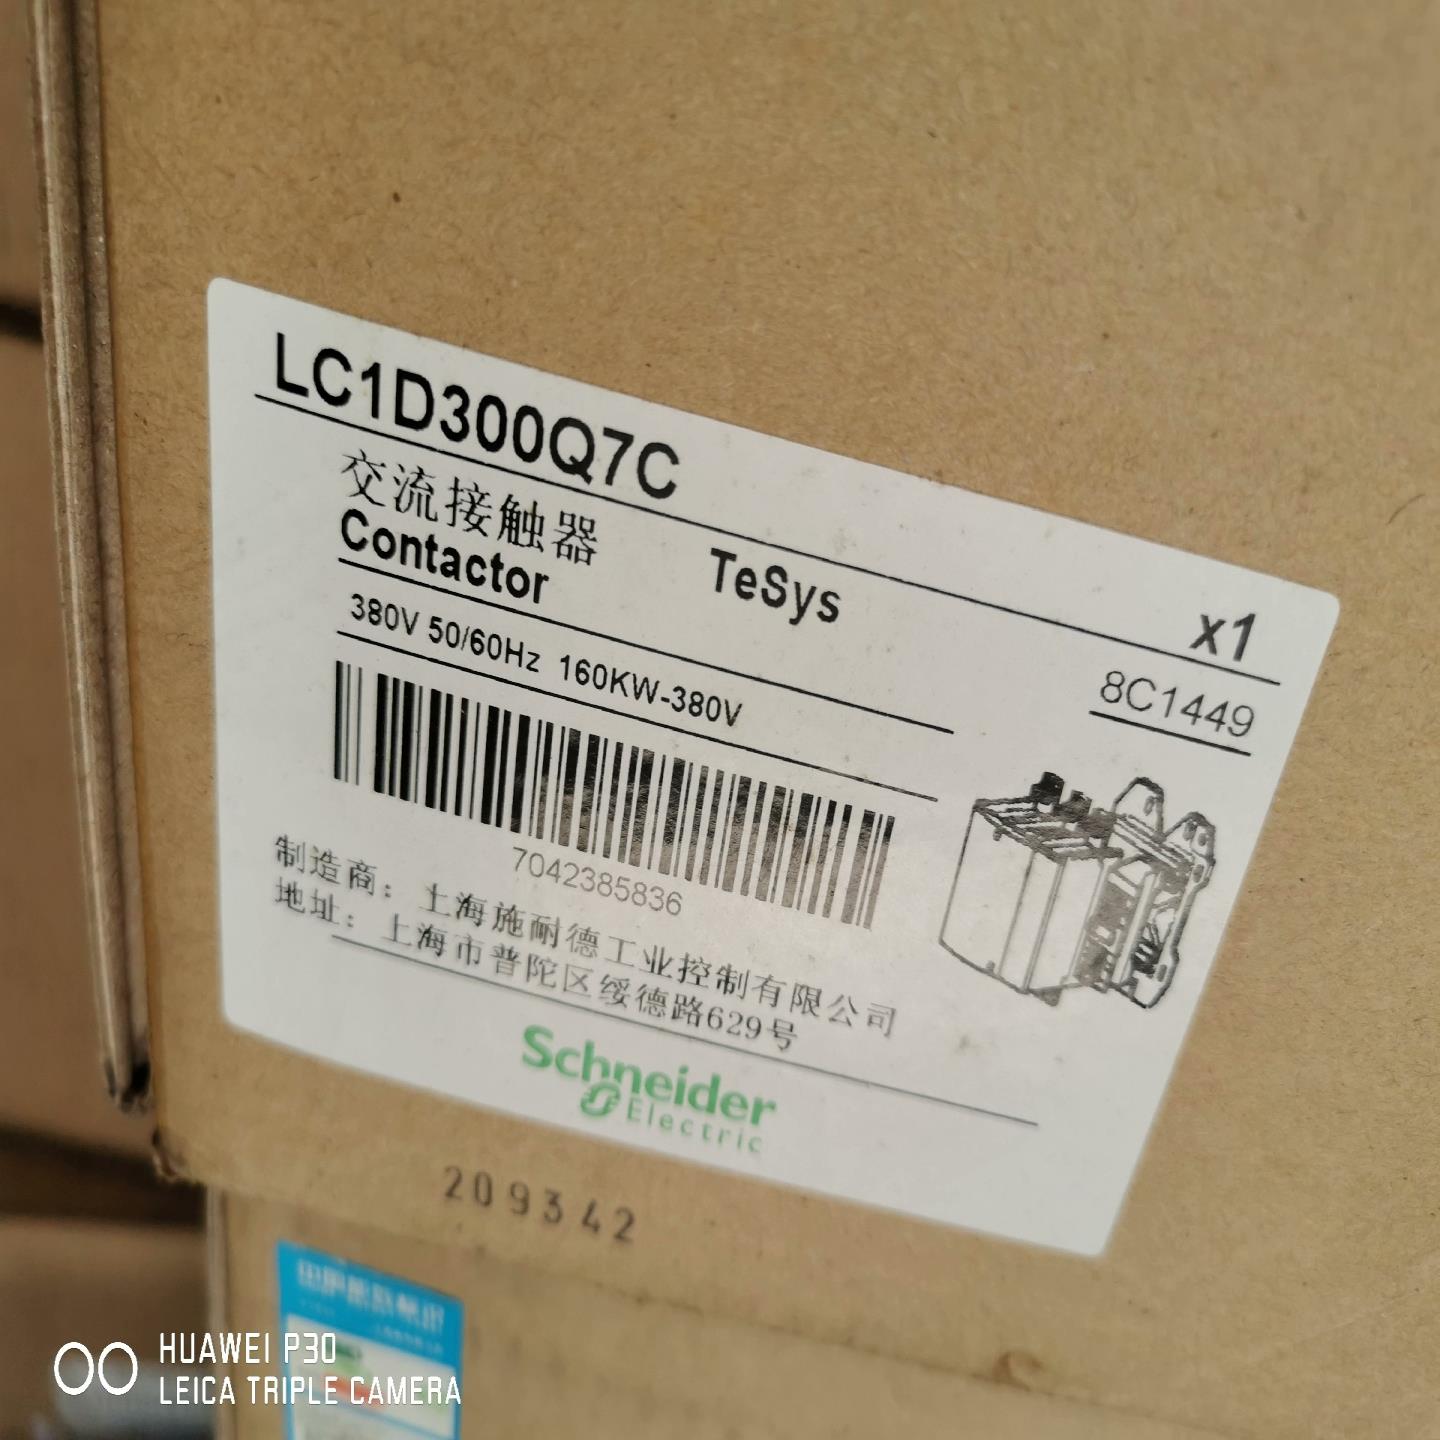 LC1D300Q7C
交流接触器
Contactor
TeSys
x1
380V 50/60Hz 160KW-380V
8C1449
7042385836
制造商：上海施耐德工业控制有限公司
地址：上海市普陀区绥德路629号
Schneider
Electric
209342
HUAWEI P30
LEICA TRIPLE CAMERA